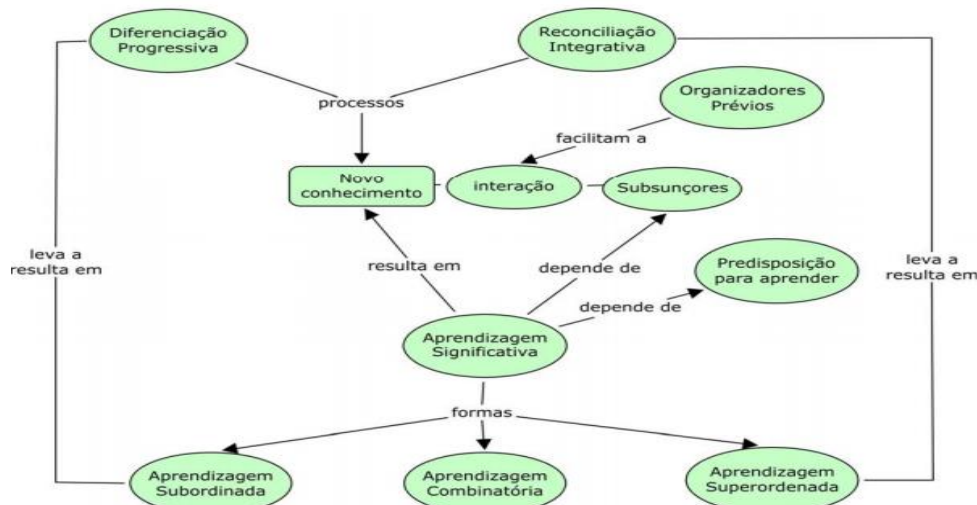 Diferenciação
Progressiva
Reconciliação
Integrativa
processos
Organizadores
Prévios
facilitam a
Novo
conhecimento
interação
Subsunçores
leva a
resulta em
resulta em
depende de
Predisposição
para aprender
leva a
resulta em
depende de
Aprendizagem
Significativa
formas
Aprendizagem
Subordinada
Aprendizagem
Combinatória
Aprendizagem
Superordenada